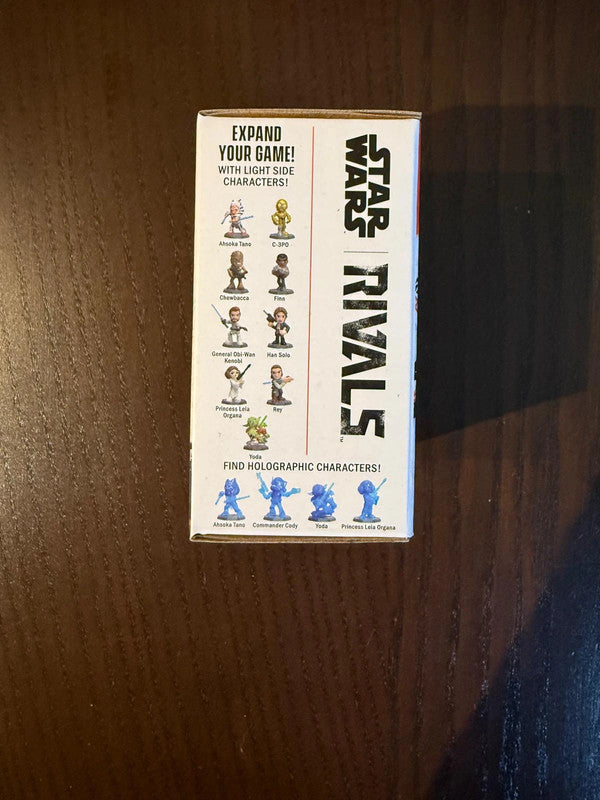 EXPAND
YOUR GAME!
WITH LIGHT SIDE
CHARACTERS!
Ahsoka Tano
C-3PO
Chewbacca
Finn
General Obi-Wan
Kenobi
Han Solo
Princess Leia
Organa
Rey
Yoda
FIND HOLOGRAPHIC CHARACTERS!
Ahsoka Tano
Commander Cody
Yoda
Princess Leia Organa
STAR
WARS
RIVALS™